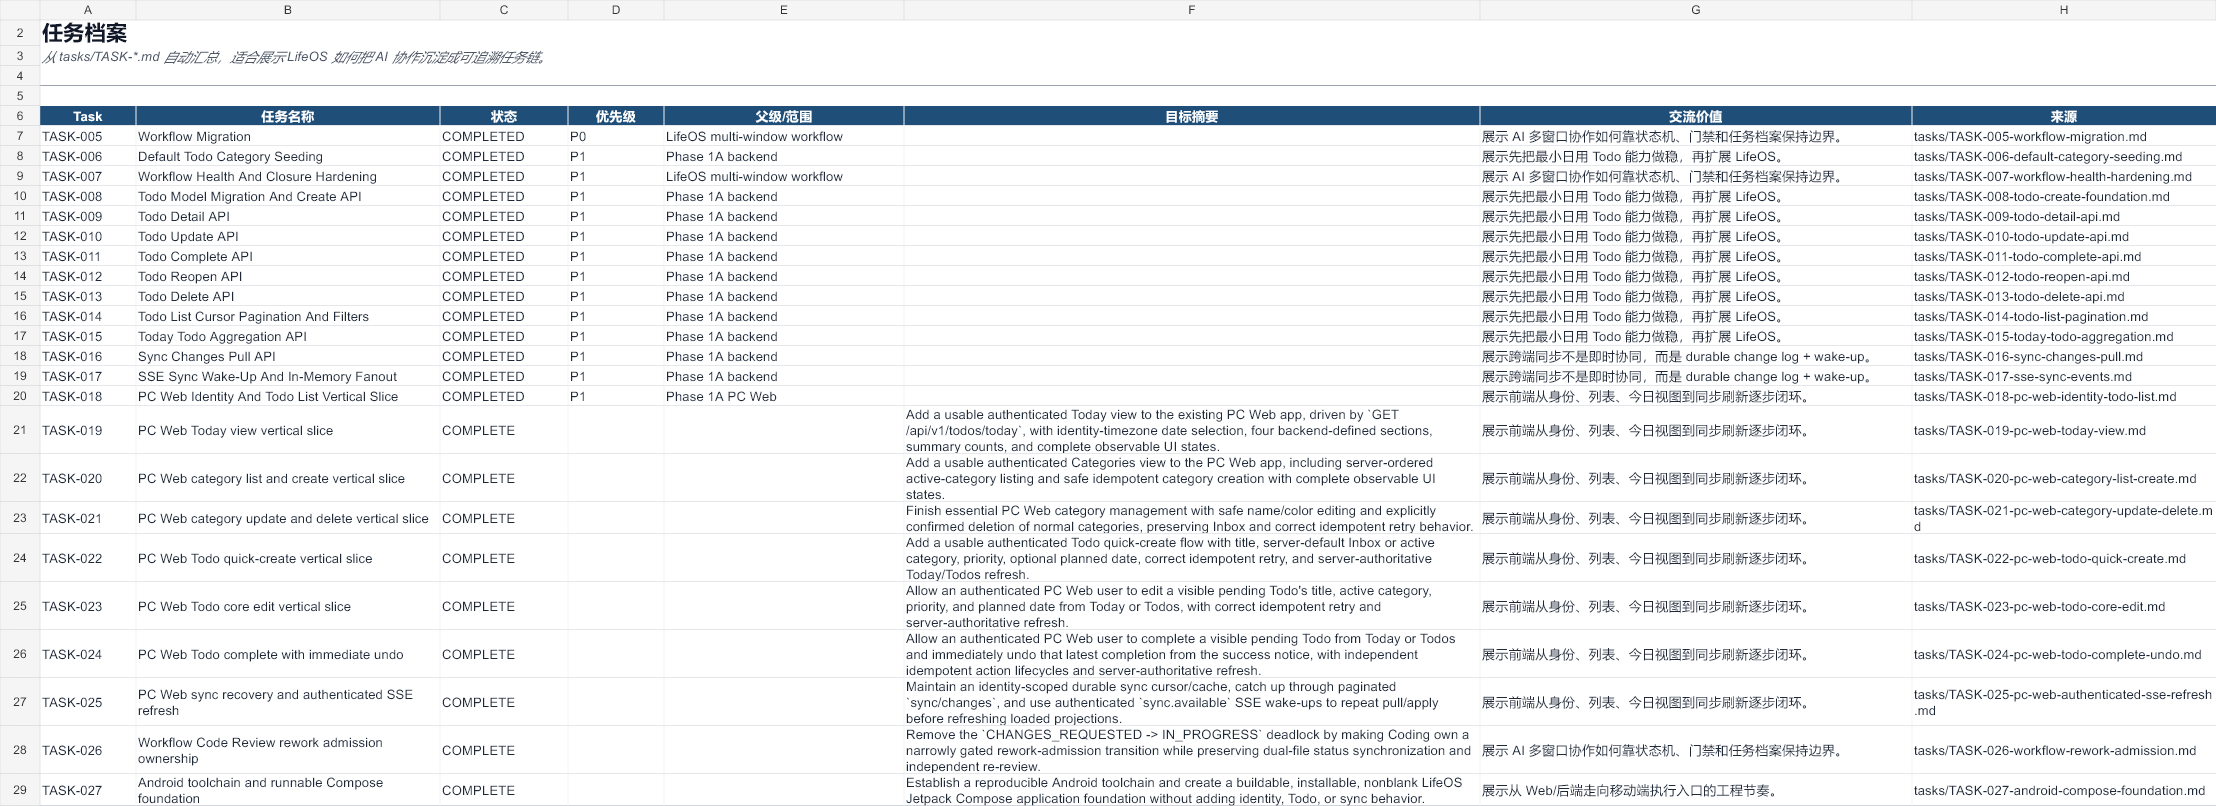 A B C D E F G H
2 任务档案
3 从 tasks/TASK-*.md 自动汇总，适合展示 LifeOS 如何把 AI 协作沉淀成可追溯任务链。
4
5
6 Task 任务名称 状态 优先级 父级/范围 目标摘要 交流价值 来源
7 TASK-005 Workflow Migration COMPLETED P0 LifeOS multi-window workflow 展示 AI 多窗口协作如何靠状态机、门禁和任务档案保持边界。 tasks/TASK-005-workflow-migration.md
8 TASK-006 Default Todo Category Seeding COMPLETED P1 Phase 1A backend 展示先把最小日用 Todo 能力做稳，再扩展 LifeOS。 tasks/TASK-006-default-category-seeding.md
9 TASK-007 Workflow Health And Closure Hardening COMPLETED P1 LifeOS multi-window workflow 展示 AI 多窗口协作如何靠状态机、门禁和任务档案保持边界。 tasks/TASK-007-workflow-health-hardening.md
10 TASK-008 Todo Model Migration And Create API COMPLETED P1 Phase 1A backend 展示先把最小日用 Todo 能力做稳，再扩展 LifeOS。 tasks/TASK-008-todo-create-foundation.md
11 TASK-009 Todo Detail API COMPLETED P1 Phase 1A backend 展示先把最小日用 Todo 能力做稳，再扩展 LifeOS。 tasks/TASK-009-todo-detail-api.md
12 TASK-010 Todo Update API COMPLETED P1 Phase 1A backend 展示先把最小日用 Todo 能力做稳，再扩展 LifeOS。 tasks/TASK-010-todo-update-api.md
13 TASK-011 Todo Complete API COMPLETED P1 Phase 1A backend 展示先把最小日用 Todo 能力做稳，再扩展 LifeOS。 tasks/TASK-011-todo-complete-api.md
14 TASK-012 Todo Reopen API COMPLETED P1 Phase 1A backend 展示先把最小日用 Todo 能力做稳，再扩展 LifeOS。 tasks/TASK-012-todo-reopen-api.md
15 TASK-013 Todo Delete API COMPLETED P1 Phase 1A backend 展示先把最小日用 Todo 能力做稳，再扩展 LifeOS。 tasks/TASK-013-todo-delete-api.md
16 TASK-014 Todo List Cursor Pagination And Filters COMPLETED P1 Phase 1A backend 展示先把最小日用 Todo 能力做稳，再扩展 LifeOS。 tasks/TASK-014-todo-list-pagination.md
17 TASK-015 Today Todo Aggregation API COMPLETED P1 Phase 1A backend 展示先把最小日用 Todo 能力做稳，再扩展 LifeOS。 tasks/TASK-015-today-todo-aggregation.md
18 TASK-016 Sync Changes Pull API COMPLETED P1 Phase 1A backend 展示跨端同步不是即时协同，而是 durable change log + wake-up。 tasks/TASK-016-sync-changes-pull.md
19 TASK-017 SSE Sync Wake-Up And In-Memory Fanout COMPLETED P1 Phase 1A backend 展示跨端同步不是即时协同，而是 durable change log + wake-up。 tasks/TASK-017-sse-sync-events.md
20 TASK-018 PC Web Identity And Todo List Vertical Slice COMPLETED P1 Phase 1A PC Web 展示前端从身份、列表、今日视图到同步刷新逐步闭环。 tasks/TASK-018-pc-web-identity-todo-list.md
21 TASK-019 PC Web Today view vertical slice COMPLETE Add a usable authenticated Today view to the existing PC Web app, driven by `GET
/api/v1/todos/today`, with identity-timezone date selection, four backend-defined sections,
summary counts, and complete observable UI states.
展示前端从身份、列表、今日视图到同步刷新逐步闭环。 tasks/TASK-019-pc-web-today-view.md
22 TASK-020 PC Web category list and create vertical slice COMPLETE Add a usable authenticated Categories view to the PC Web app, including server-ordered
active-category listing and safe idempotent category creation with complete observable UI
states.
展示前端从身份、列表、今日视图到同步刷新逐步闭环。 tasks/TASK-020-pc-web-category-list-create.md
23 TASK-021 PC Web category update and delete vertical slice COMPLETE Finish essential PC Web category management with safe name/color editing and explicitly
confirmed deletion of normal categories, preserving Inbox and correct idempotent retry behavior.
展示前端从身份、列表、今日视图到同步刷新逐步闭环。 tasks/TASK-021-pc-web-category-update-delete.m
d
24 TASK-022 PC Web Todo quick-create vertical slice COMPLETE Add a usable authenticated Todo quick-create flow with title, server-default Inbox or active
category, priority, optional planned date, correct idempotent retry, and server-authoritative
Today/Todos refresh.
展示前端从身份、列表、今日视图到同步刷新逐步闭环。 tasks/TASK-022-pc-web-todo-quick-create.md
25 TASK-023 PC Web Todo core edit vertical slice COMPLETE Allow an authenticated PC Web user to edit a visible pending Todo's title, active category,
priority, and planned date from Today or Todos, with correct idempotent retry and
server-authoritative refresh.
展示前端从身份、列表、今日视图到同步刷新逐步闭环。 tasks/TASK-023-pc-web-todo-core-edit.md
26 TASK-024 PC Web Todo complete with immediate undo COMPLETE Allow an authenticated PC Web user to complete a visible pending Todo from Today or Todos
and immediately undo that latest completion from the success notice, with independent
idempotent action lifecycles and server-authoritative refresh.
展示前端从身份、列表、今日视图到同步刷新逐步闭环。 tasks/TASK-024-pc-web-todo-complete-undo.md
27 TASK-025 PC Web sync recovery and authenticated SSE
refresh
COMPLETE Maintain an identity-scoped durable sync cursor/cache, catch up through paginated
`sync/changes`, and use authenticated `sync.available` SSE wake-ups to repeat pull/apply
before refreshing loaded projections.
展示前端从身份、列表、今日视图到同步刷新逐步闭环。 tasks/TASK-025-pc-web-authenticated-sse-refresh
.md
28 TASK-026 Workflow Code Review rework admission
ownership
COMPLETE Remove the `CHANGES_REQUESTED -> IN_PROGRESS` deadlock by making Coding own a
narrowly gated rework-admission transition while preserving dual-file status synchronization and
independent re-review.
展示 AI 多窗口协作如何靠状态机、门禁和任务档案保持边界。 tasks/TASK-026-workflow-rework-admission.md
29 TASK-027 Android toolchain and runnable Compose
foundation
COMPLETE Establish a reproducible Android toolchain and create a buildable, installable, nonblank LifeOS
Jetpack Compose application foundation without adding identity, Todo, or sync behavior.
展示从 Web/后端走向移动端执行入口的工程节奏。 tasks/TASK-027-android-compose-foundation.md